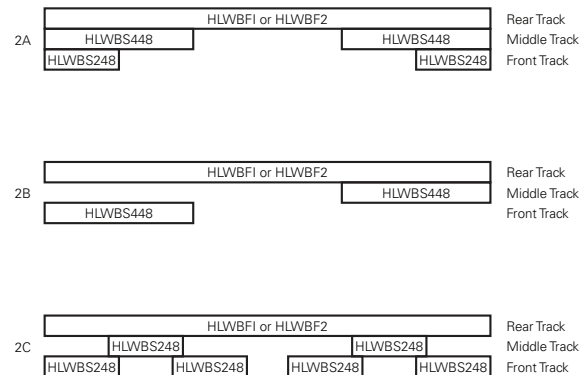 HLWBFI or HLWBF2 Rear Track
2A HLWBS448 HLWBS448 Middle Track
HLWBS248 HLWBS248 Front Track
HLWBFI or HLWBF2 Rear Track
2B HLWBS448 Middle Track
HLWBS448 Front Track
HLWBFI or HLWBF2 Rear Track
2C HLWBS248 HLWBS248 Middle Track
HLWBS248 HLWBS248 HLWBS248 HLWBS248 Front Track